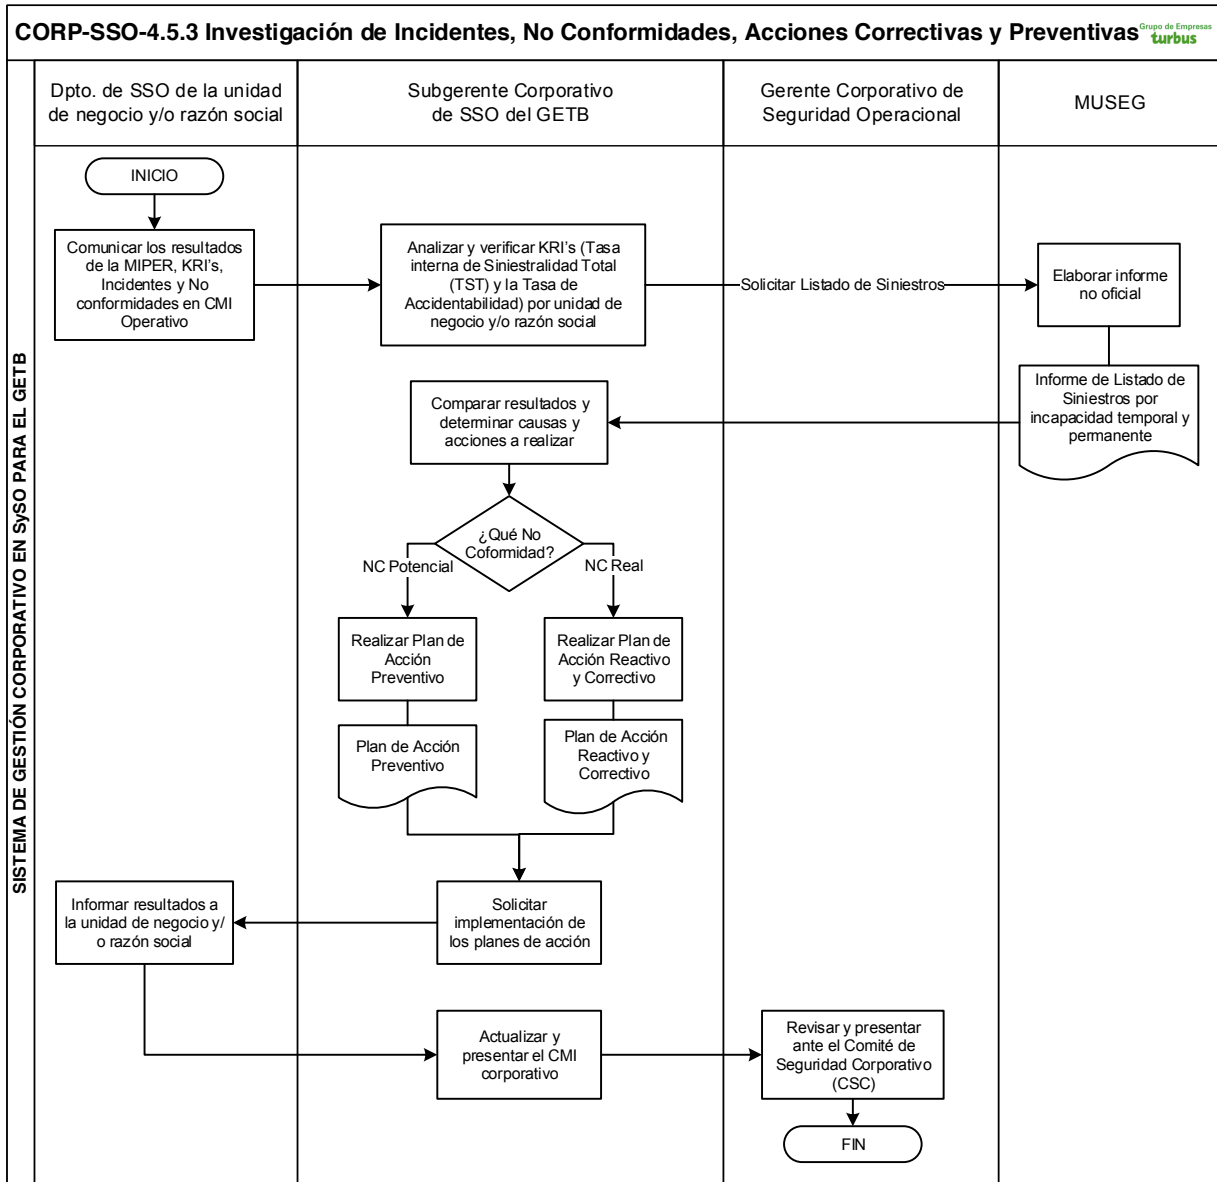 CORP-SSO-4.5.3 Investigación de Incidentes, No Conformidades, Acciones Correctivas y Preventivas
Grupo de Empresas
turbus
SISTEMA DE GESTIÓN CORPORATIVO EN SySO PARA EL GETB
Dpto. de SSO de la unidad
de negocio y/o razón social
Subgerente Corporativo
de SSO del GETB
Gerente Corporativo de
Seguridad Operacional
MUSEG
INICIO
Comunicar los resultados
de la MIPER, KRI's,
Incidentes y No
conformidades en CMI
Operativo
Analizar y verificar KRI's (Tasa
interna de Siniestralidad Total
(TST) y la Tasa de
Accidentabilidad) por unidad de
negocio y/o razón social
Solicitar Listado de Siniestros
Elaborar informe
no oficial
Informe de Listado de
Siniestros por
incapacidad temporal y
permanente
Comparar resultados y
determinar causas y
acciones a realizar
¿Qué No
Coformidad?
NC Potencial
NC Real
Realizar Plan de
Acción
Preventivo
Realizar Plan de
Acción Reactivo
y Correctivo
Plan de Acción
Preventivo
Plan de Acción
Reactivo y
Correctivo
Informar resultados a
la unidad de negocio y/
o razón social
Solicitar
implementación de
los planes de acción
Actualizar y
presentar el CMI
corporativo
Revisar y presentar
ante el Comité de
Seguridad Corporativo
(CSC)
FIN